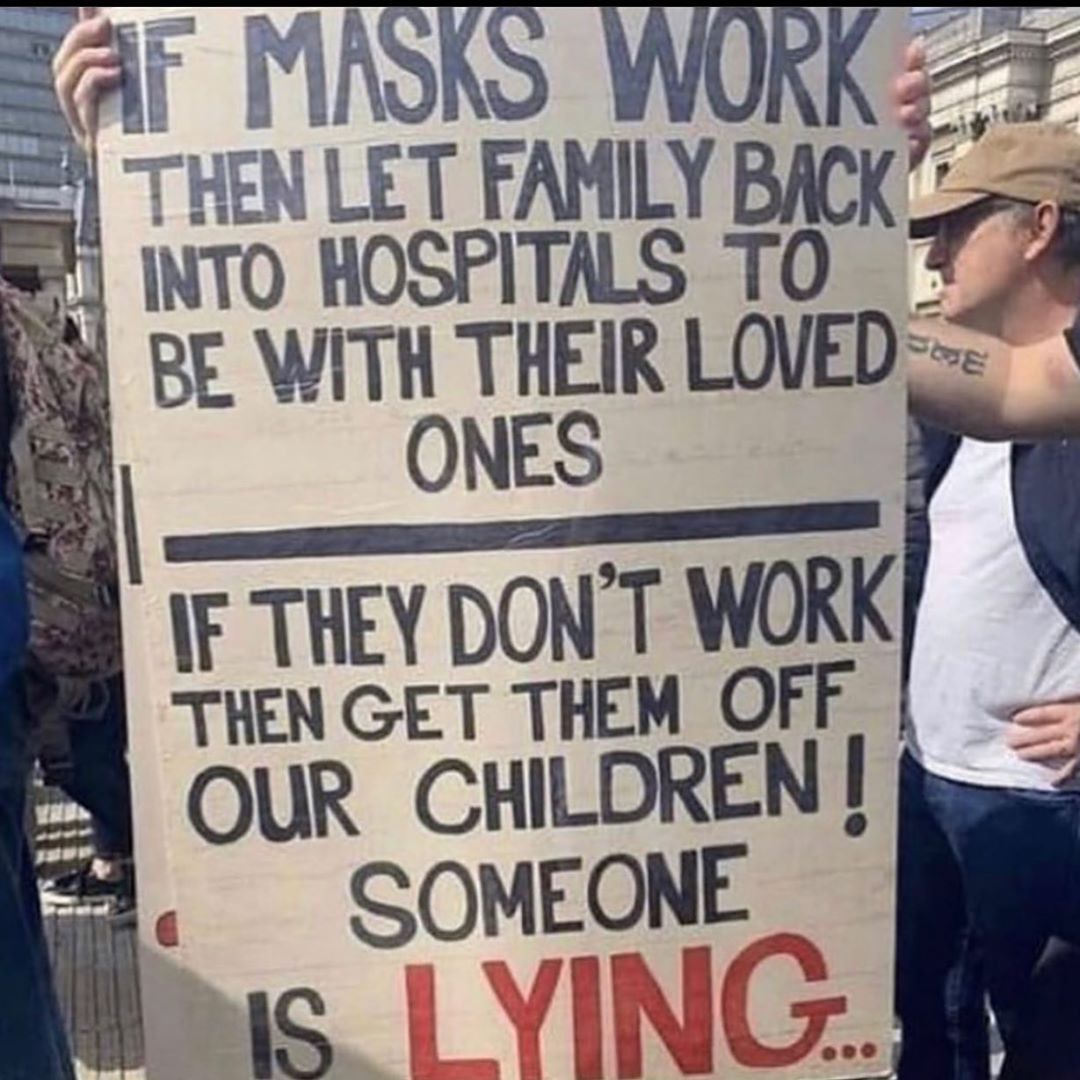 IF MASKS WORK
THEN LET FAMILY BACK
INTO HOSPITALS TO
BE WITH THEIR LOVED
ONES
IF THEY DON'T WORK
THEN GET THEM OFF
OUR CHILDREN!
SOMEONE
IS LYING...